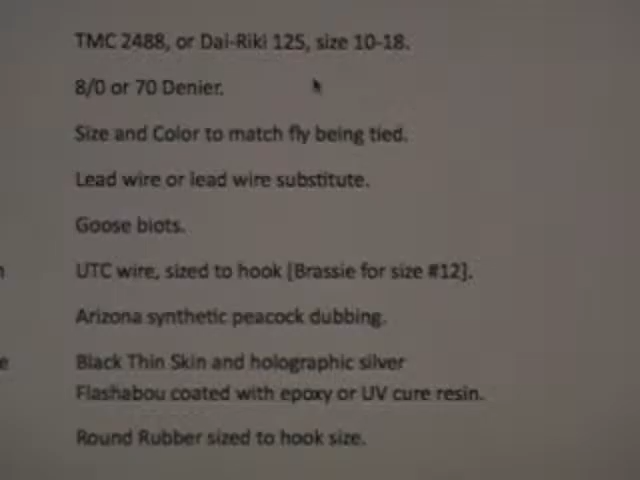 TMC 2488, or Dai-Riki 125, size 10-18.
8/0 or 70 Denier.
Size and Color to match fly being tied.
Lead wire or lead wire substitute.
Goose biots.
n UTC wire, sized to hook [Brassie for size #12].
Arizona synthetic peacock dubbing.
e Black Thin Skin and holographic silver
Flashabou coated with epoxy or UV cure resin.
Round Rubber sized to hook size.